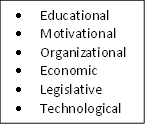 • Educational
• Motivational
• Organizational
• Economic
• Legislative
• Technological